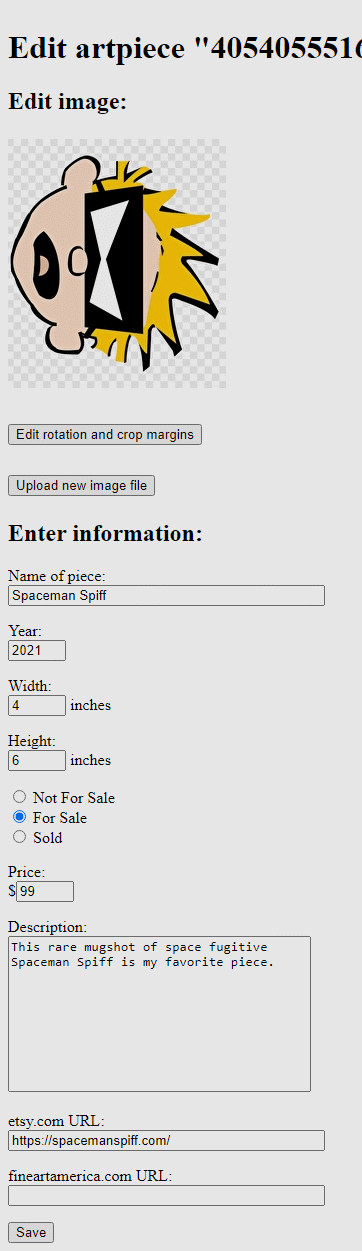 Edit artpiece "405405551
Edit image:
Edit rotation and crop margins
Upload new image file
Enter information:
Name of piece:
Spaceman Spiff
Year:
2021
Width:
4 inches
Height:
6 inches
Not For Sale
For Sale
Sold
Price:
$99
Description:
This rare mugshot of space fugitive
Spaceman Spiff is my favorite piece.
etsy.com URL:
https://spacemanspiff.com/
fineartamerica.com URL:
Save